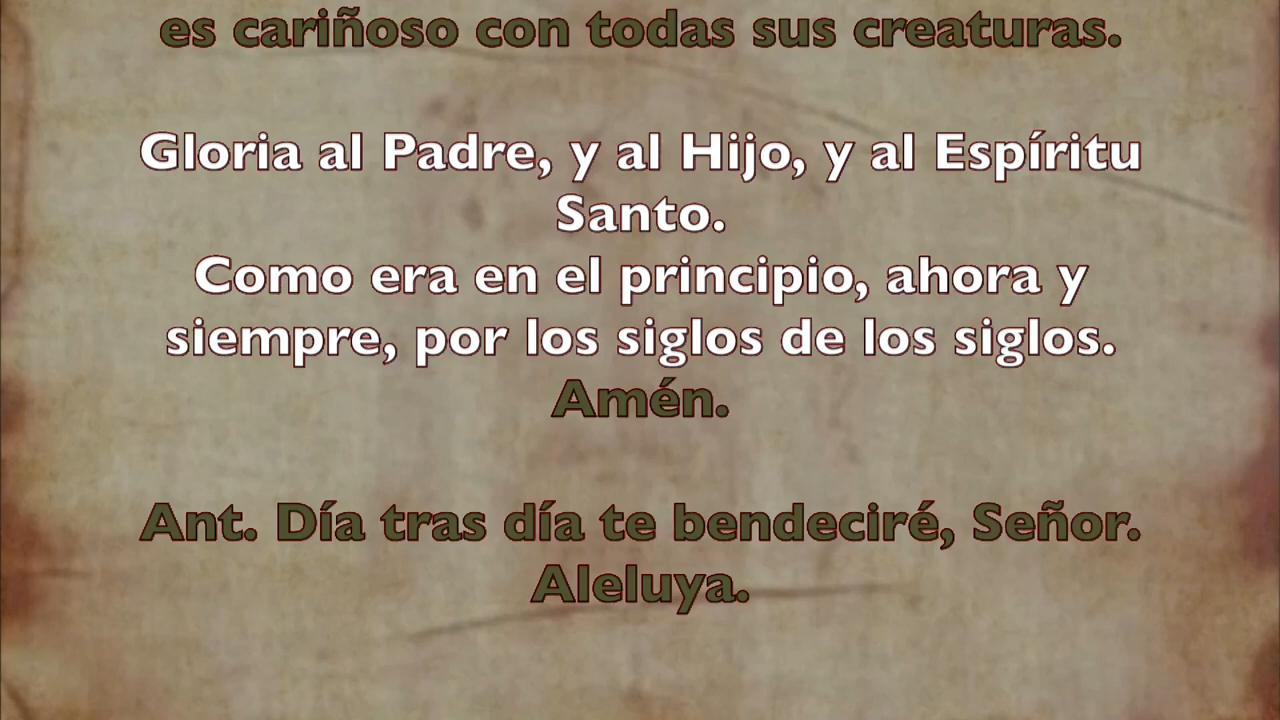 es cariñoso con todas sus creaturas.
Gloria al Padre, y al Hijo, y al Espíritu
Santo.
Como era en el principio, ahora y
siempre, por los siglos de los siglos.
Amén.
Ant. Día tras día te bendeciré, Señor.
Aleluya.